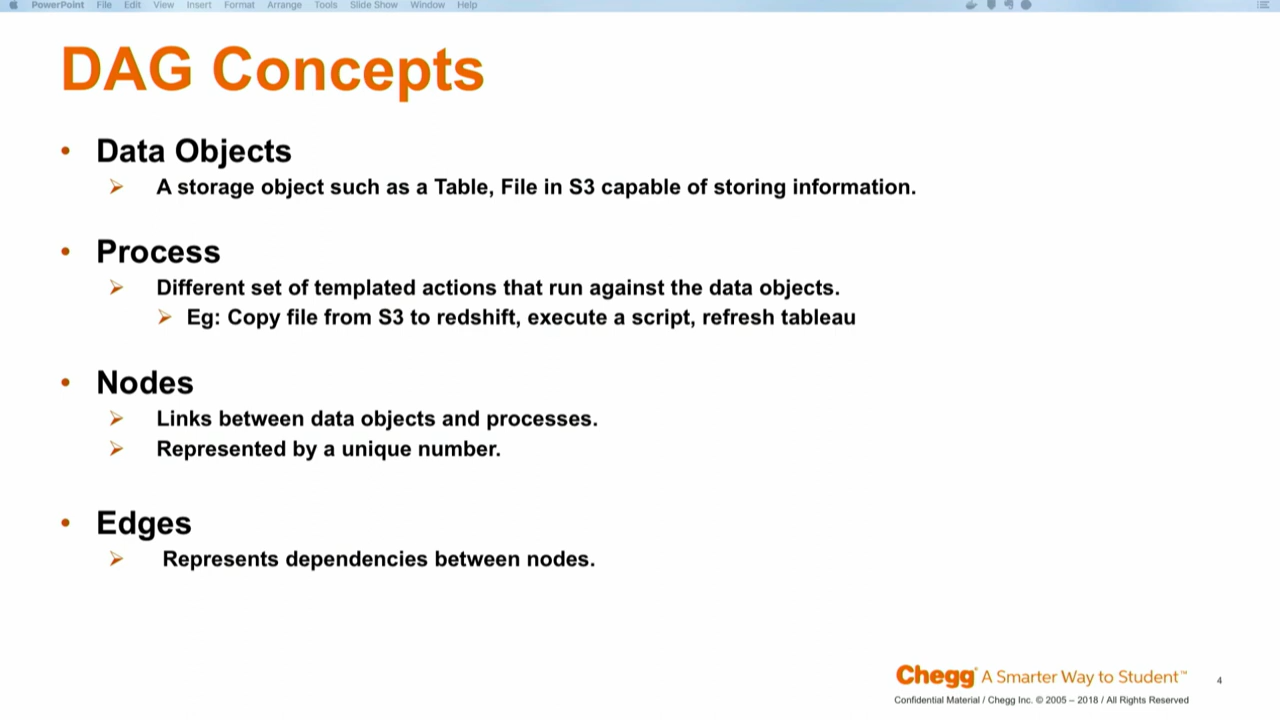 PowerPoint File Edit View Insert Format Arrange Tools Slide Show Window Help
DAG Concepts
• Data Objects
➢ A storage object such as a Table, File in S3 capable of storing information.
• Process
➢ Different set of templated actions that run against the data objects.
➢ Eg: Copy file from S3 to redshift, execute a script, refresh tableau
• Nodes
➢ Links between data objects and processes.
➢ Represented by a unique number.
• Edges
➢ Represents dependencies between nodes.
Chegg® A Smarter Way to Student™
4
Confidential Material / Chegg Inc. © 2005 – 2018 / All Rights Reserved